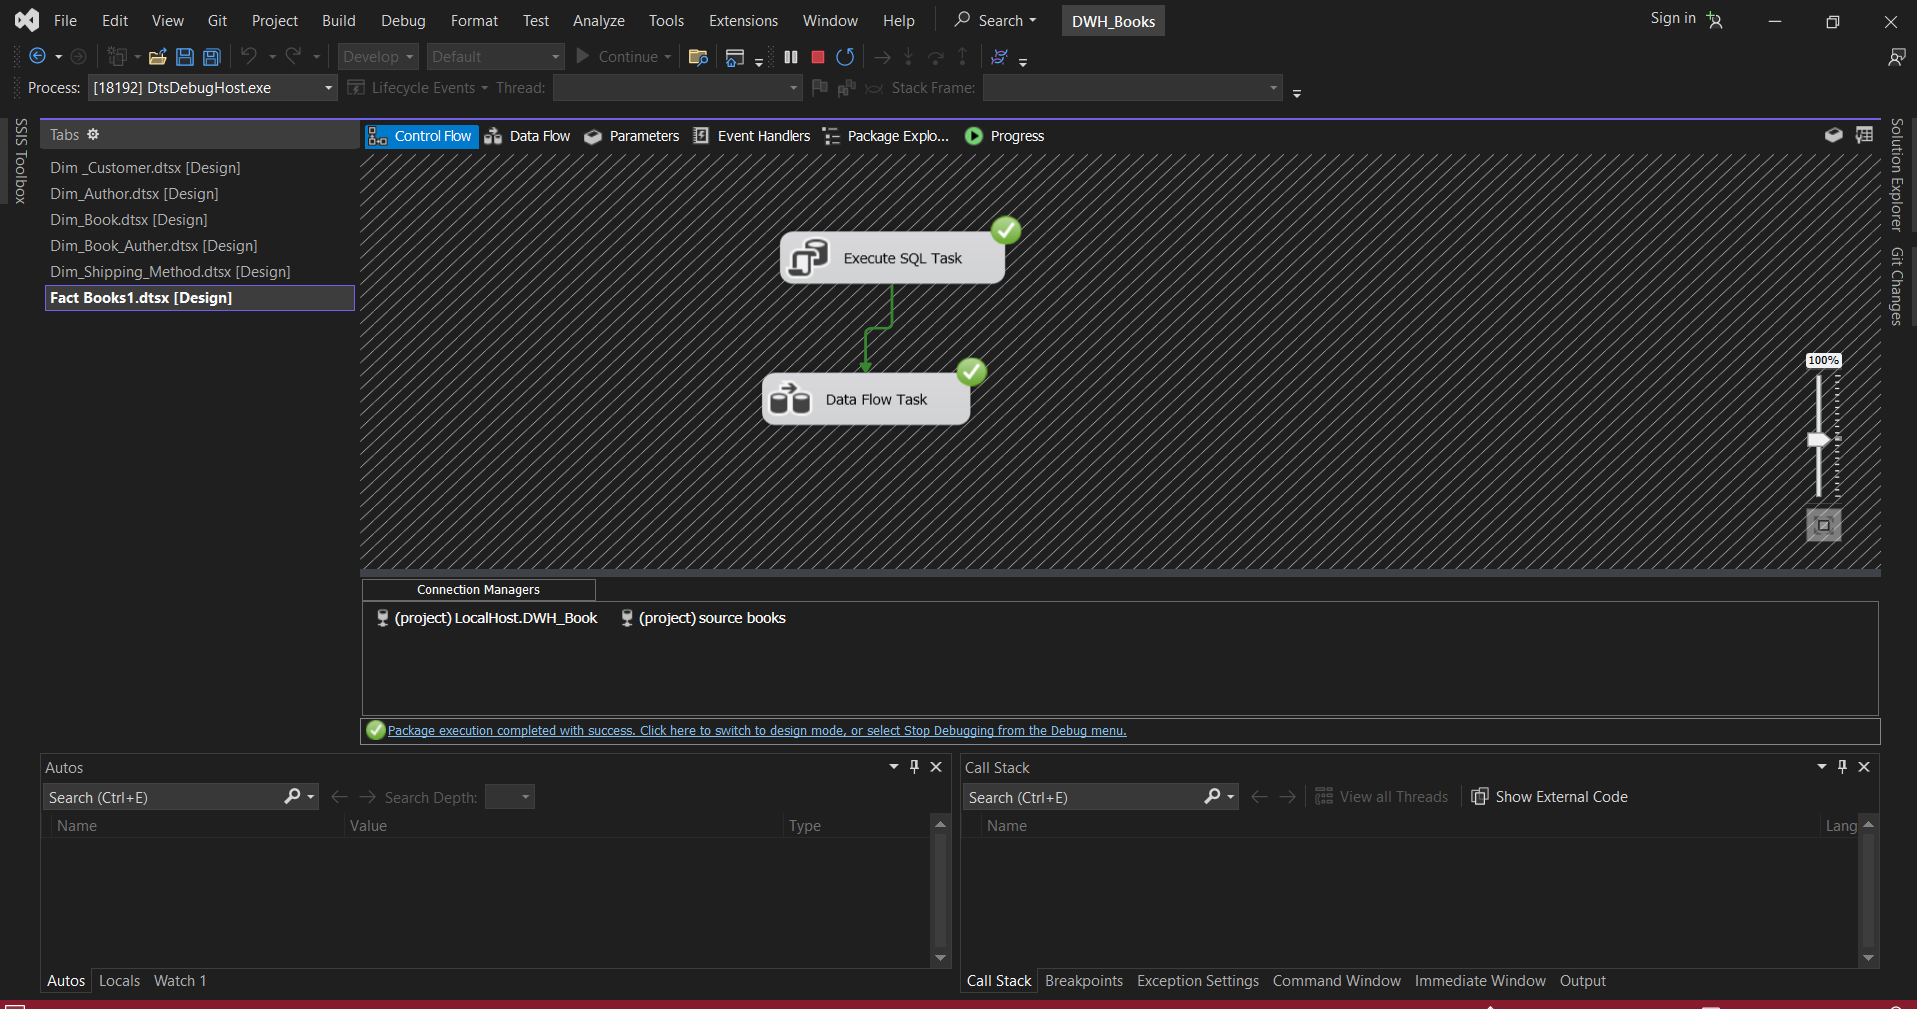 File Edit View Git Project Build Debug Format Test Analyze Tools Extensions Window Help Search DWH_Books Sign in
Develop Default Continue
Process: [18192] DtsDebugHost.exe Lifecycle Events Thread: Stack Frame:
SSIS Toolbox
Tabs
Dim _Customer.dtsx [Design]
Dim_Author.dtsx [Design]
Dim_Book.dtsx [Design]
Dim_Book_Auther.dtsx [Design]
Dim_Shipping_Method.dtsx [Design]
Fact Books1.dtsx [Design]
Control Flow Data Flow Parameters Event Handlers Package Explo... Progress
Execute SQL Task
Data Flow Task
100%
Solution Explorer
Git Changes
Connection Managers
(project) LocalHost.DWH_Book (project) source books
Package execution completed with success. Click here to switch to design mode, or select Stop Debugging from the Debug menu.
Autos
Search (Ctrl+E) Search Depth:
Name Value Type
Autos Locals Watch 1
Call Stack
Search (Ctrl+E) View all Threads Show External Code
Name Lang
Call Stack Breakpoints Exception Settings Command Window Immediate Window Output